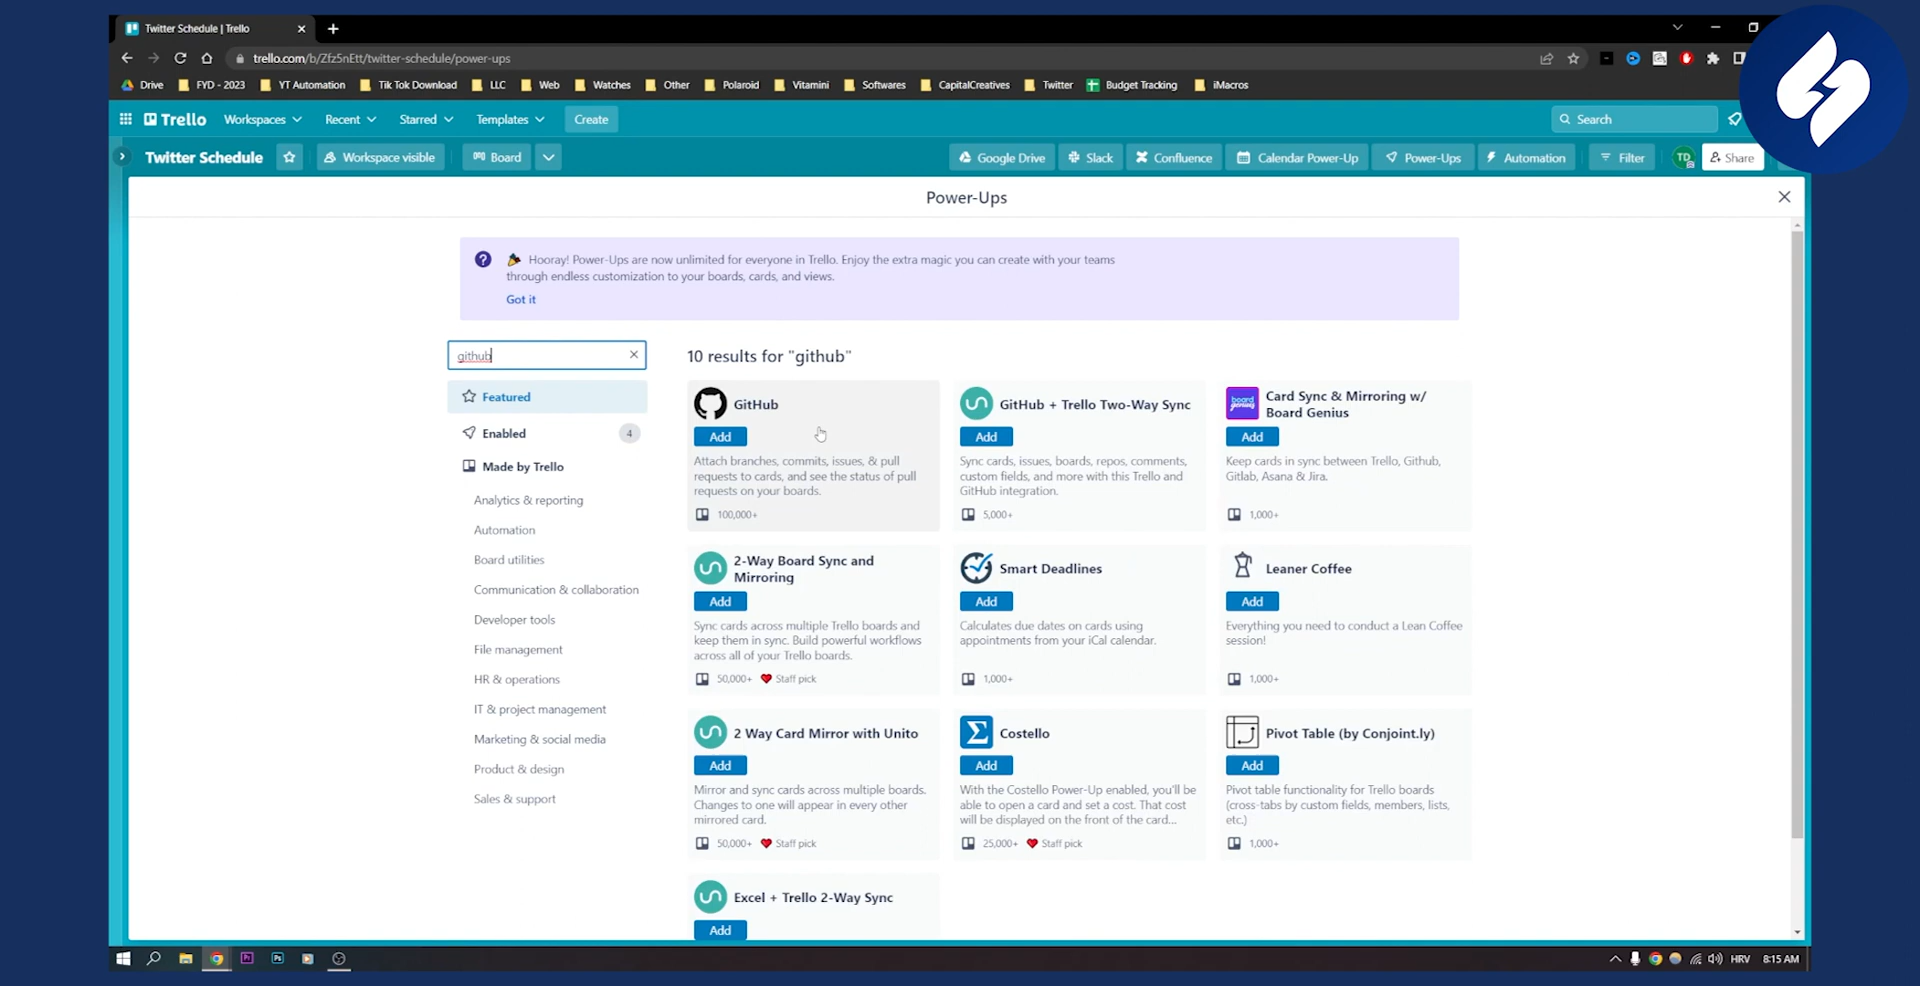 Twitter Schedule | Trello
trello.com/b/Zfz5nEtt/twitter-schedule/power-ups
Drive FYD - 2023 YT Automation Tik Tok Download LLC Web Watches Other Polaroid Vitamini Softwares CapitalCreatives Twitter Budget Tracking iMacros
Trello Workspaces Recent Starred Templates Create Search
Twitter Schedule Workspace visible Board Google Drive Slack Confluence Calendar Power-Up Power-Ups Automation Filter TD Share
Power-Ups
Hooray! Power-Ups are now unlimited for everyone in Trello. Enjoy the extra magic you can create with your teams
through endless customization to your boards, cards, and views.
Got it
github
10 results for "github"
Featured
Enabled 4
Made by Trello
Analytics & reporting
Automation
Board utilities
Communication & collaboration
Developer tools
File management
HR & operations
IT & project management
Marketing & social media
Product & design
Sales & support
GitHub
Add
Attach branches, commits, issues, & pull
requests to cards, and see the status of pull
requests on your boards.
100,000+
GitHub + Trello Two-Way Sync
Add
Sync cards, issues, boards, repos, comments,
custom fields, and more with this Trello and
GitHub integration.
5,000+
board
genius
Card Sync & Mirroring w/
Board Genius
Add
Keep cards in sync between Trello, Github,
Gitlab, Asana & Jira.
1,000+
2-Way Board Sync and
Mirroring
Add
Sync cards across multiple Trello boards and
keep them in sync. Build powerful workflows
across all of your Trello boards.
50,000+ Staff pick
Smart Deadlines
Add
Calculates due dates on cards using
appointments from your iCal calendar.
1,000+
Leaner Coffee
Add
Everything you need to conduct a Lean Coffee
session!
1,000+
2 Way Card Mirror with Unito
Add
Mirror and sync cards across multiple boards.
Changes to one will appear in every other
mirrored card.
50,000+ Staff pick
Costello
Add
With the Costello Power-Up enabled, you'll be
able to open a card and set a cost. That cost
will be displayed on the front of the card...
25,000+ Staff pick
Pivot Table (by Conjoint.ly)
Add
Pivot table functionality for Trello boards
(cross-tabs by custom fields, members, lists,
etc.)
1,000+
Excel + Trello 2-Way Sync
Add
HRV 8:15 AM